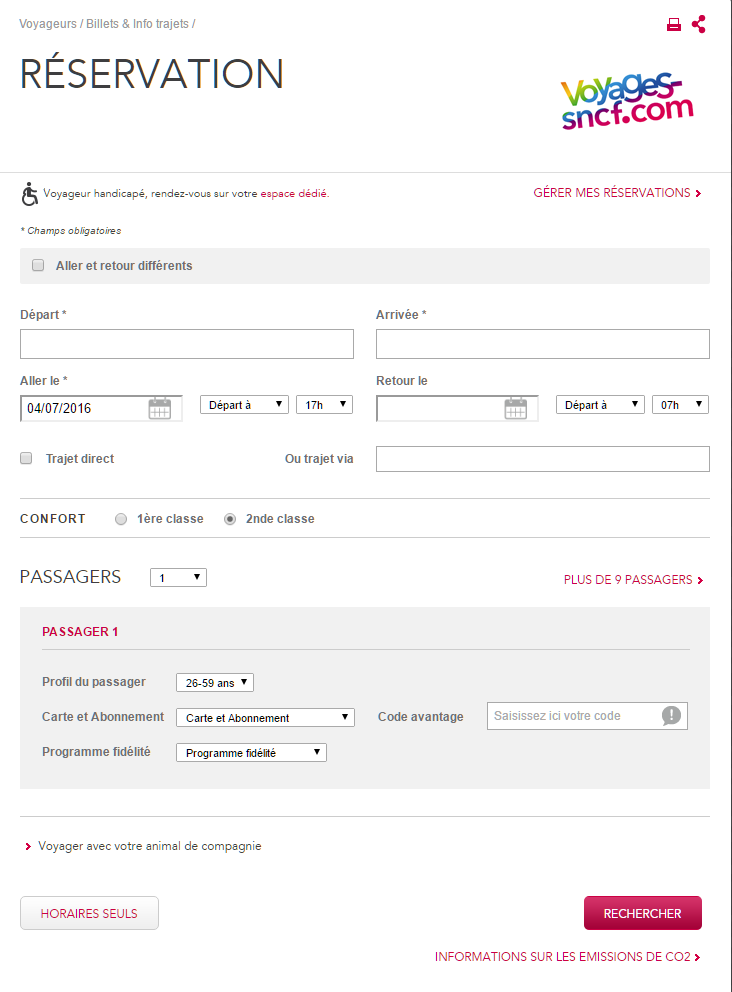 Voyageurs / Billets & Info trajets /
RÉSERVATION
Voyages-
sncf.com
Voyageur handicapé, rendez-vous sur votre espace dédié.
GÉRER MES RÉSERVATIONS
* Champs obligatoires
Aller et retour différents
Départ * Arrivée *
Aller le * Retour le
04/07/2016 Départ à 17h Départ à 07h
Trajet direct Ou trajet via
CONFORT 1ère classe 2nde classe
PASSAGERS 1 PLUS DE 9 PASSAGERS
PASSAGER 1
Profil du passager 26-59 ans
Carte et Abonnement Carte et Abonnement Code avantage Saisissez ici votre code
Programme fidélité Programme fidélité
Voyager avec votre animal de compagnie
HORAIRES SEULS RECHERCHER
INFORMATIONS SUR LES EMISSIONS DE CO2